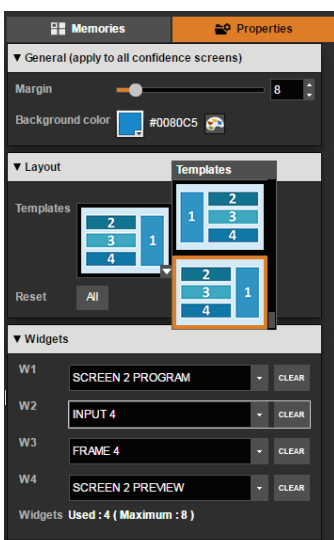 Memories
Properties
▼ General (apply to all confidence screens)
Margin
8
Background color
#0080C5
▼ Layout
Templates
Templates
2
3
1
4
2
1
3
4
2
3
1
4
Reset
All
▼ Widgets
W1
SCREEN 2 PROGRAM
CLEAR
W2
INPUT 4
CLEAR
W3
FRAME 4
CLEAR
W4
SCREEN 2 PREVIEW
CLEAR
Widgets Used : 4 ( Maximum : 8 )